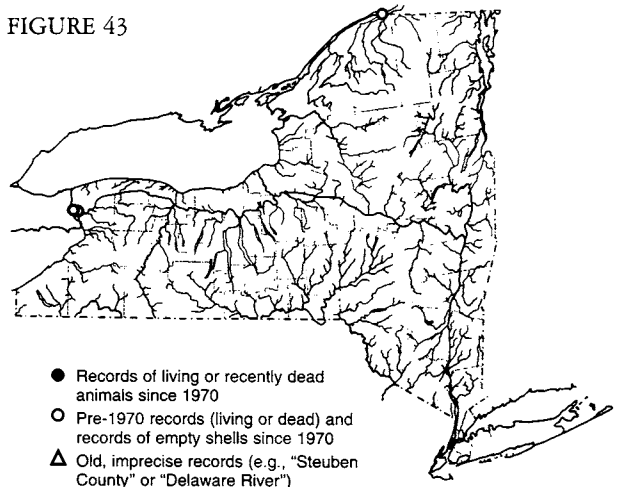 FIGURE 43
● Records of living or recently dead
animals since 1970
○ Pre-1970 records (living or dead) and
records of empty shells since 1970
△ Old, imprecise records (e.g., "Steuben
County" or "Delaware River")